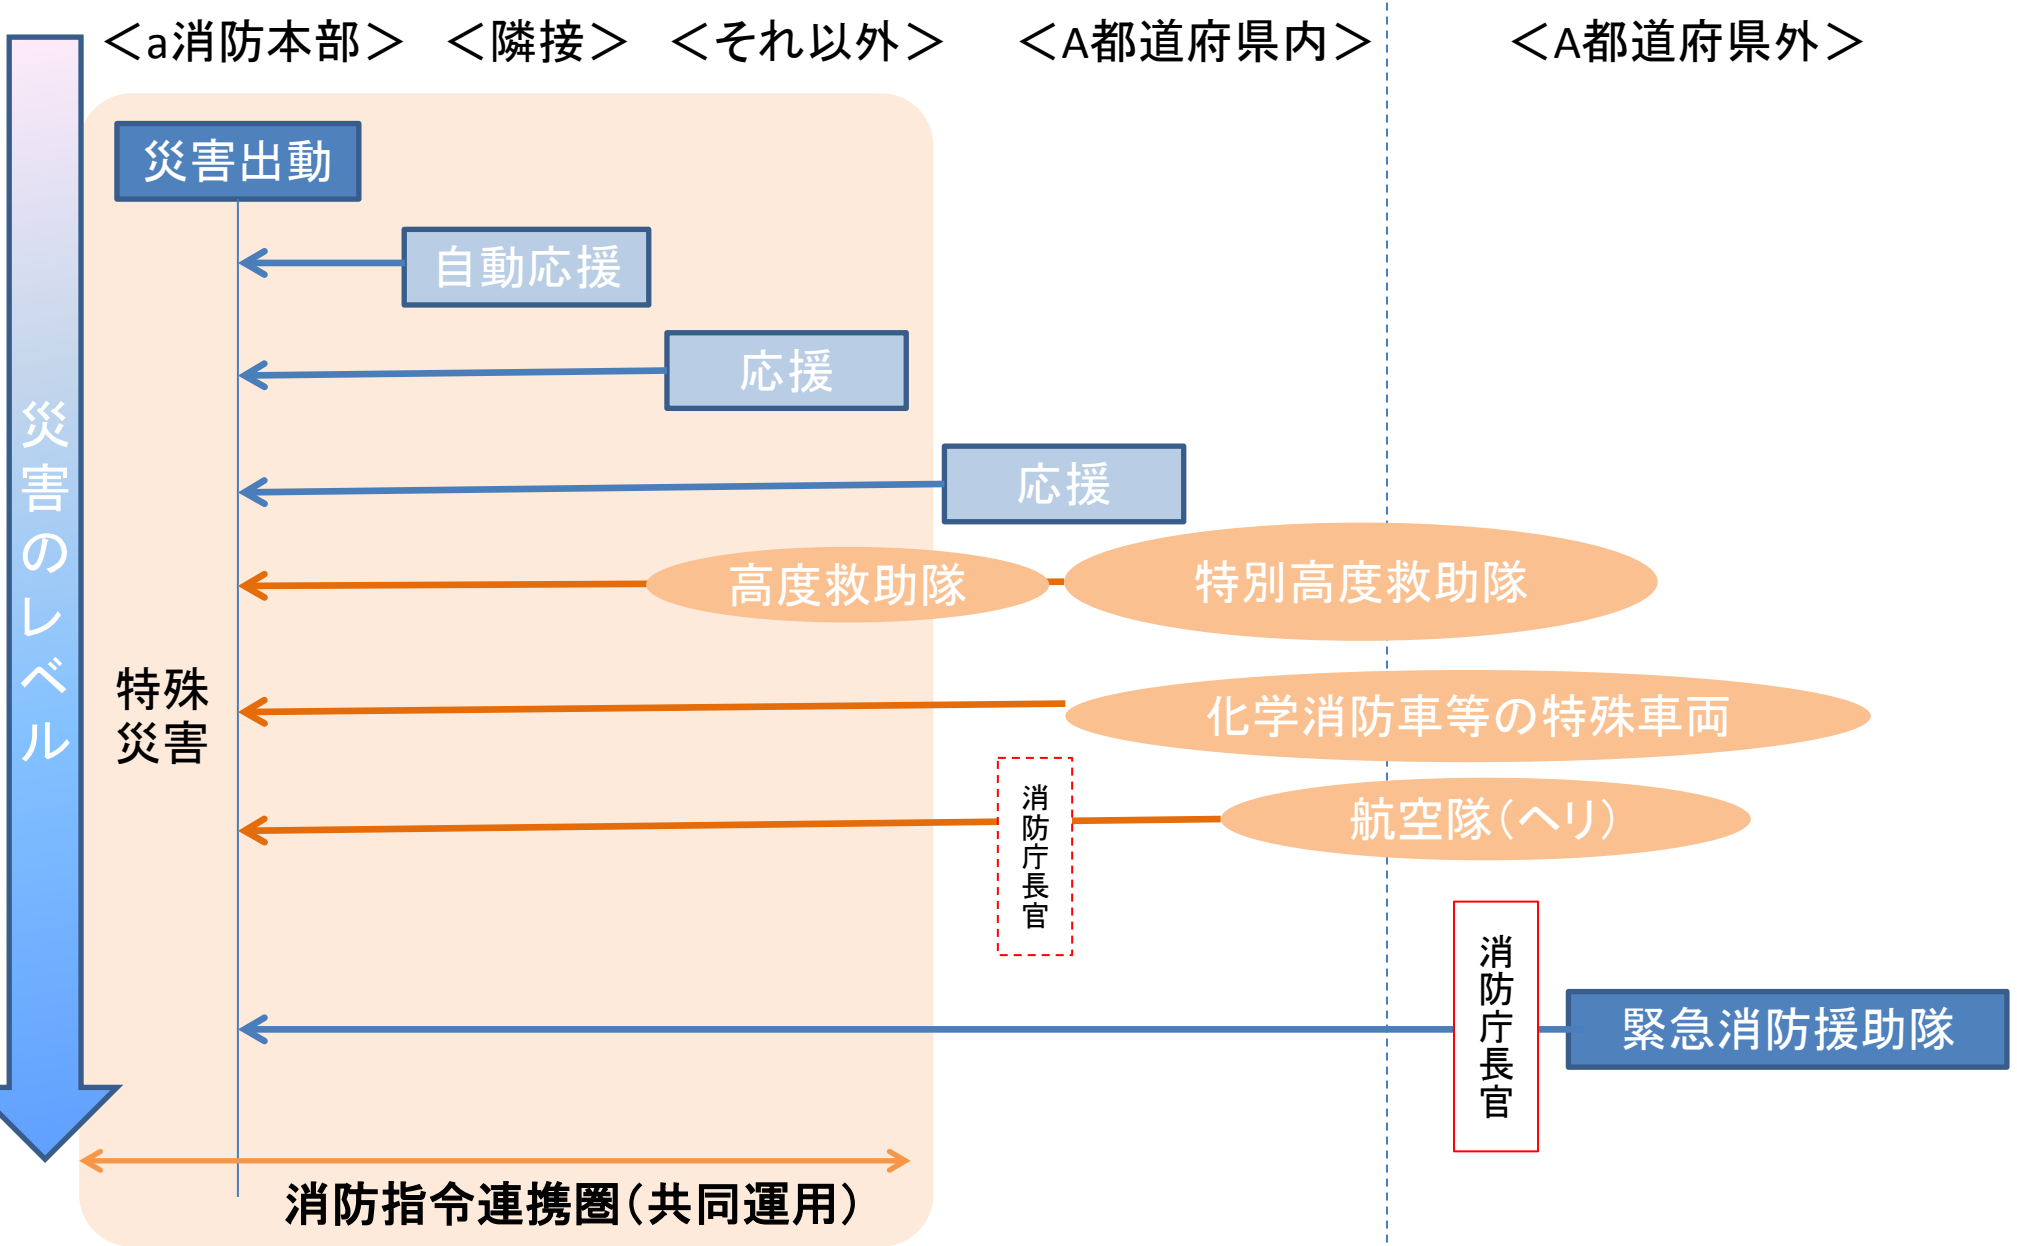 ＜a消防本部＞ ＜隣接＞ ＜それ以外＞ ＜A都道府県内＞ ＜A都道府県外＞
災害出動
自動応援
応援
応援
災害のレベル
高度救助隊
特別高度救助隊
特殊
災害
化学消防車等の特殊車両
消防庁長官
航空隊（ヘリ）
消防庁長官
緊急消防援助隊
消防指令連携圏（共同運用）